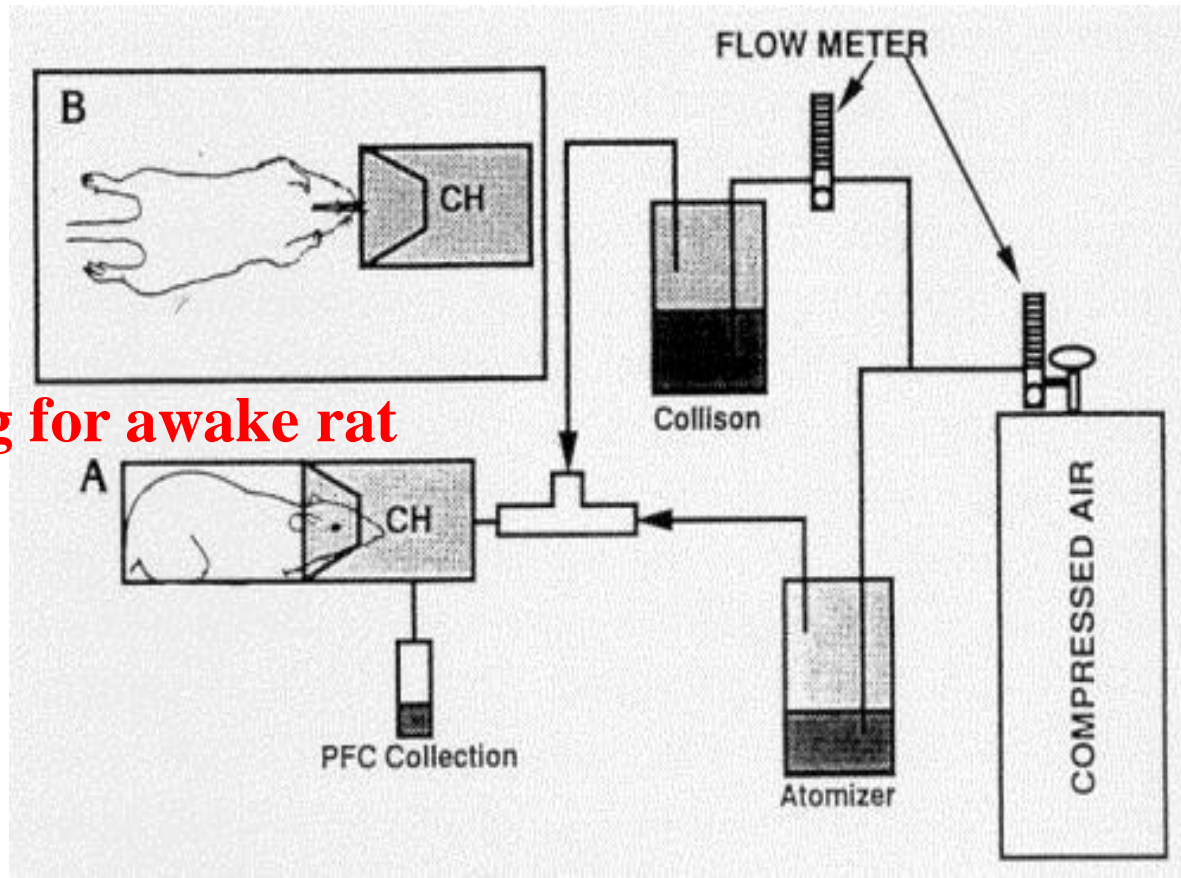 FLOW METER
B
CH
Collison
g for awake rat
A
CH
COMPRESSED AIR
PFC Collection
Atomizer